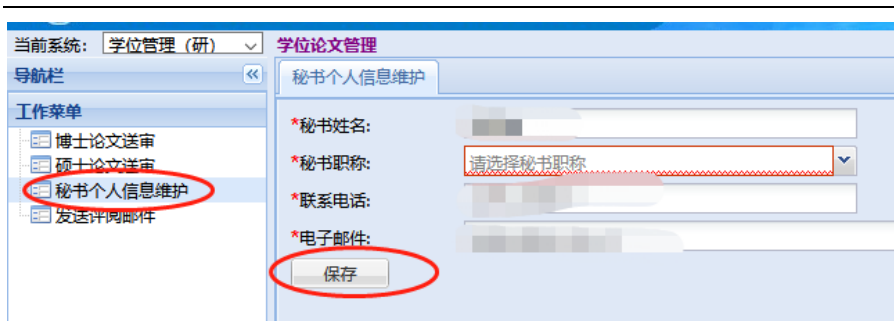 当前系统: 学位管理（研） 学位论文管理
导航栏 秘书个人信息维护
工作菜单
博士论文送审
硕士论文送审
秘书个人信息维护
发送评阅邮件
*秘书姓名:
*秘书职称: 请选择秘书职称
*联系电话:
*电子邮件:
保存